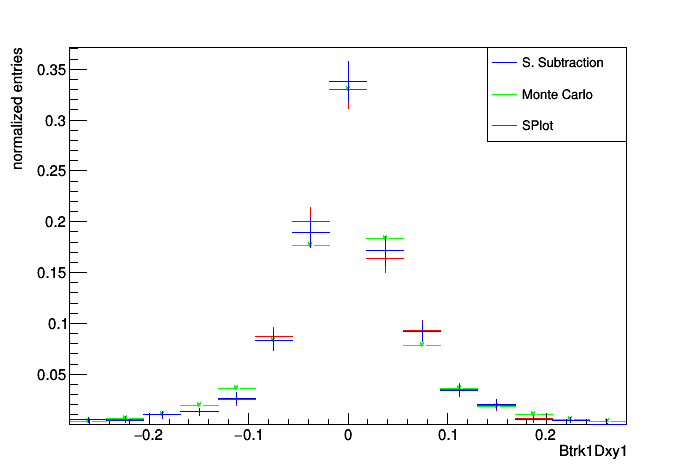 normalized entries
0.35
0.3
0.25
0.2
0.15
0.1
0.05
−0.2
−0.1
0
0.1
0.2
Btrk1Dxy1
S. Subtraction
Monte Carlo
SPlot